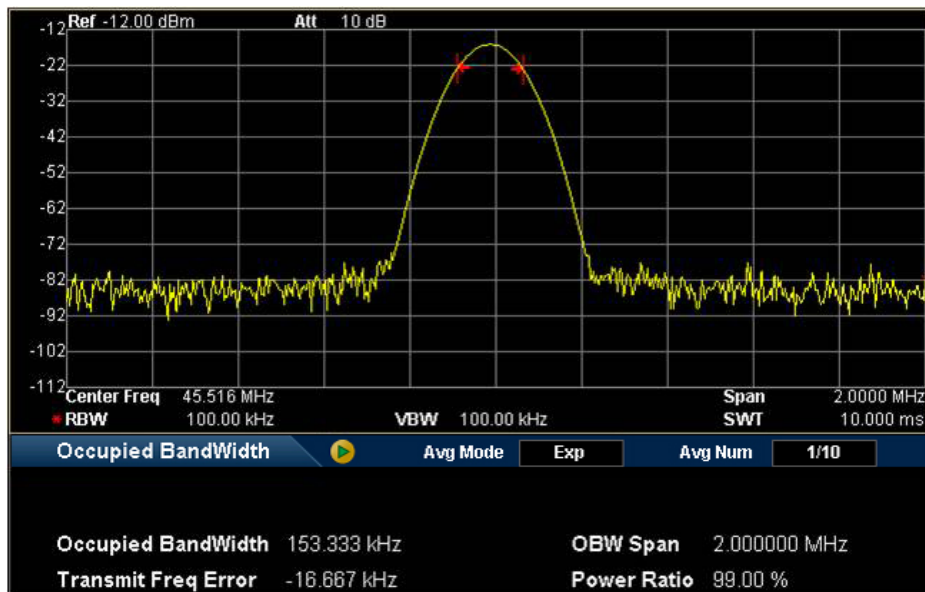 Ref -12.00 dBm Att 10 dB
-12
-22
-32
-42
-52
-62
-72
-82
-92
-102
-112
Center Freq 45.516 MHz Span 2.0000 MHz
*RBW 100.00 kHz VBW 100.00 kHz SWT 10.000 ms
Occupied BandWidth Avg Mode Exp Avg Num 1/10
Occupied BandWidth 153.333 kHz OBW Span 2.000000 MHz
Transmit Freq Error -16.667 kHz Power Ratio 99.00 %